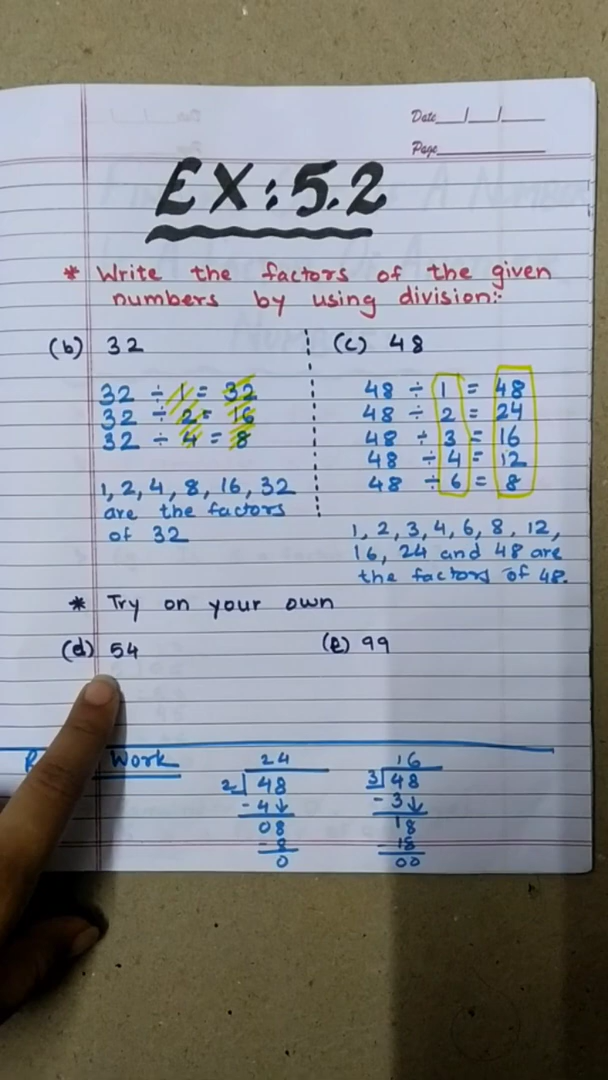 Date___/___/___
Page
EX:5.2
* Write the factors of the given
numbers by using division:-
(b) 32
32 ÷ 1 = 32
32 ÷ 2 = 16
32 ÷ 4 = 8
1, 2, 4, 8, 16, 32
are the factors
of 32
(c) 48
48 ÷ 1 = 48
48 ÷ 2 = 24
48 ÷ 3 = 16
48 ÷ 4 = 12
48 ÷ 6 = 8
1, 2, 3, 4, 6, 8, 12,
16, 24 and 48 are
the factors of 48.
* Try on your own
(d) 54
(e) 99
Work
24
2 48
- 4↓
08
- 8
0
16
3 48
- 3↓
18
- 18
00